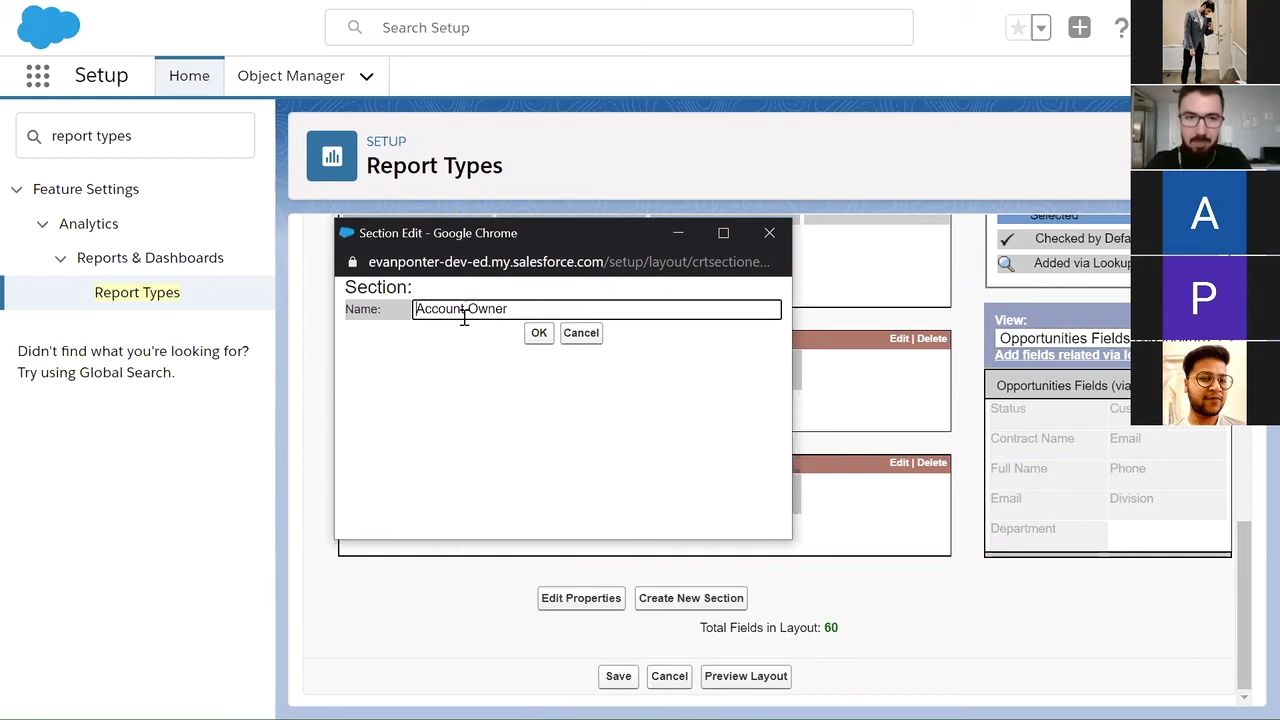 Search Setup
Setup
Home
Object Manager
report types
Feature Settings
Analytics
Reports & Dashboards
Report Types
Didn't find what you're looking for?
Try using Global Search.
SETUP
Report Types
Section Edit - Google Chrome
evanponter-dev-ed.my.salesforce.com/setup/layout/crtsectione...
Section:
Name: Account Owner
OK Cancel
Edit | Delete
Edit | Delete
Edit Properties
Create New Section
Total Fields in Layout: 60
Save
Cancel
Preview Layout
Selected
Checked by Defa
Added via Lookup
View:
Opportunities Fields
Add fields related via lo
Opportunities Fields (via
Status Cus
Contract Name Email
Full Name Phone
Email Division
Department
A
P